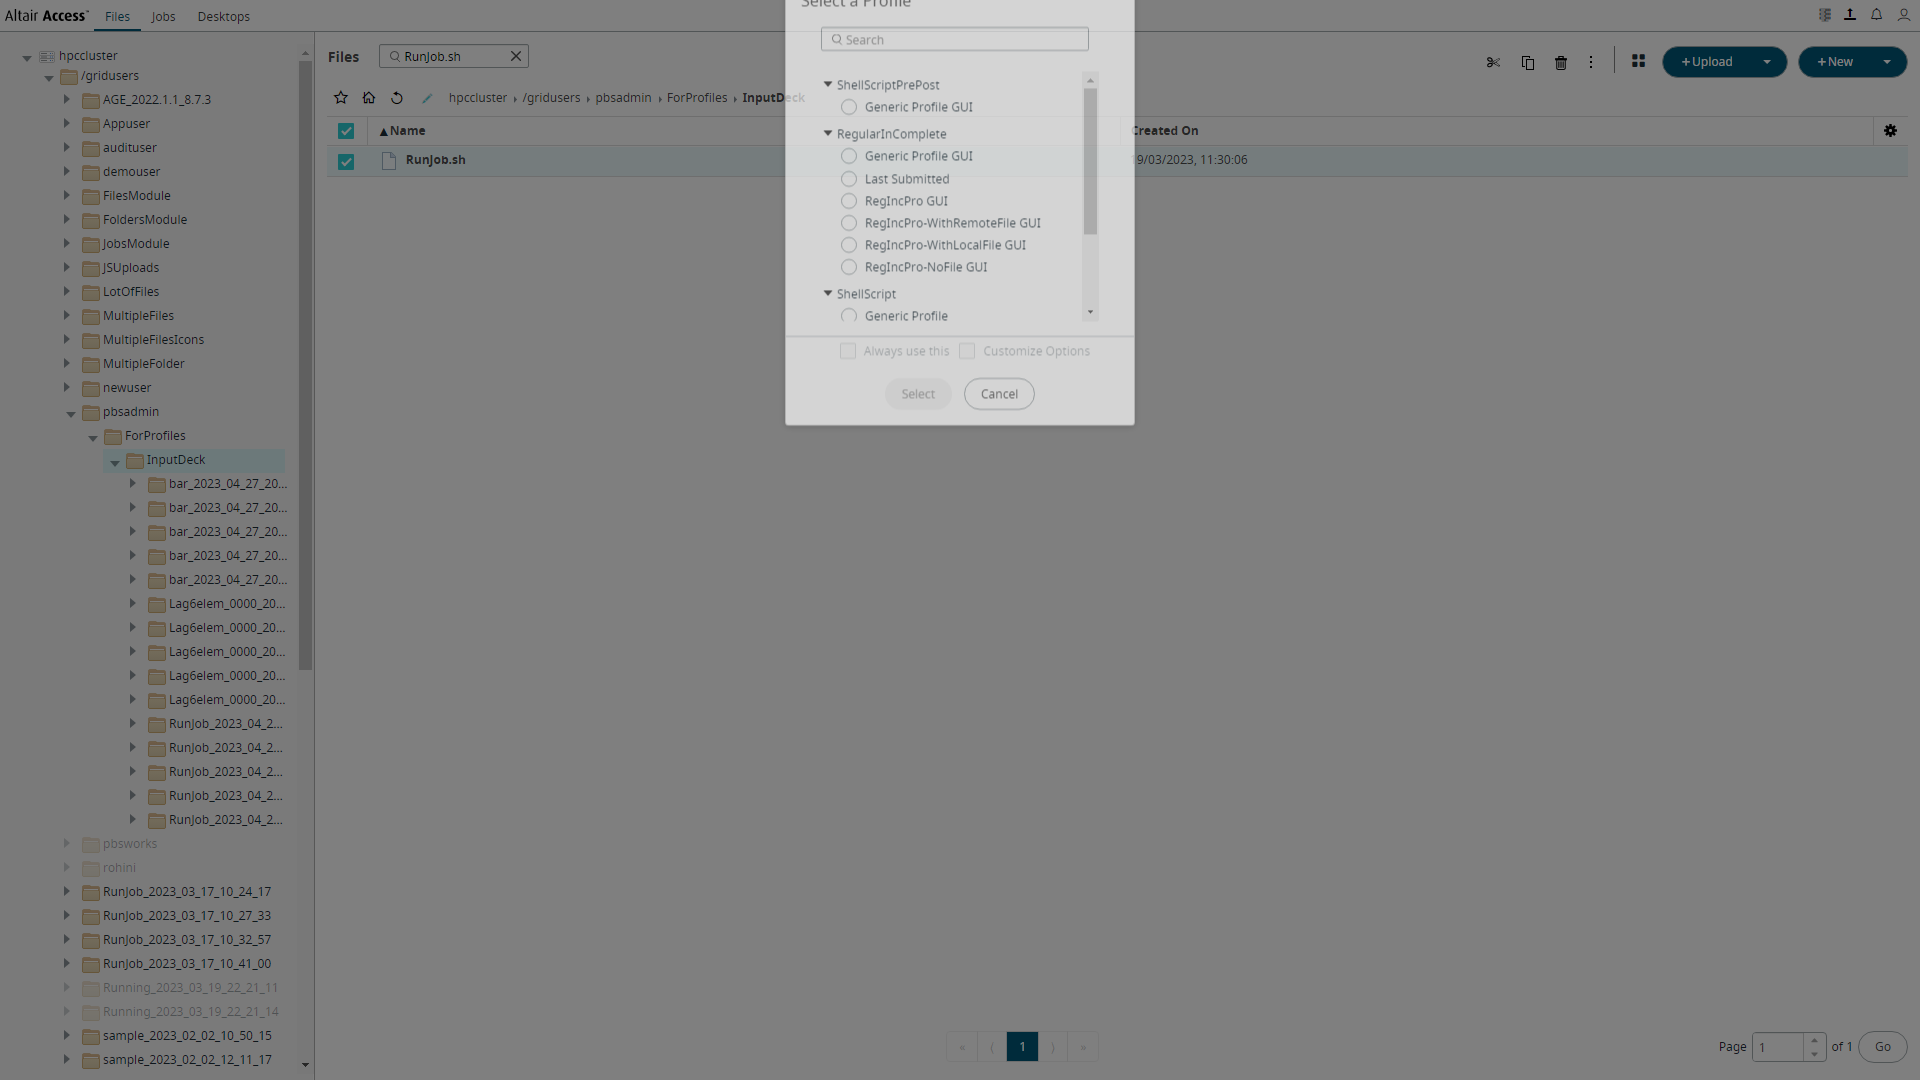 Altair Access™ Files Jobs Desktops
hpccluster
/gridusers
AGE_2022.1.1_8.7.3
Appuser
audituser
demouser
FilesModule
FoldersModule
JobsModule
JSUploads
LotOfFiles
MultipleFiles
MultipleFilesIcons
MultipleFolder
newuser
pbsadmin
ForProfiles
InputDeck
bar_2023_04_27_20...
bar_2023_04_27_20...
bar_2023_04_27_20...
bar_2023_04_27_20...
bar_2023_04_27_20...
Lag6elem_0000_20...
Lag6elem_0000_20...
Lag6elem_0000_20...
Lag6elem_0000_20...
Lag6elem_0000_20...
RunJob_2023_04_2...
RunJob_2023_04_2...
RunJob_2023_04_2...
RunJob_2023_04_2...
RunJob_2023_04_2...
pbsworks
rohini
RunJob_2023_03_17_10_24_17
RunJob_2023_03_17_10_27_33
RunJob_2023_03_17_10_32_57
RunJob_2023_03_17_10_41_00
Running_2023_03_19_22_21_11
Running_2023_03_19_22_21_14
sample_2023_02_02_10_50_15
sample_2023_02_02_12_11_17
Files RunJob.sh
+Upload +New
hpccluster /gridusers pbsadmin ForProfiles InputDeck
Name Created On
RunJob.sh 19/03/2023, 11:30:06
Select a Profile
Search
ShellScriptPrePost
Generic Profile GUI
RegularInComplete
Generic Profile GUI
Last Submitted
RegIncPro GUI
RegIncPro-WithRemoteFile GUI
RegIncPro-WithLocalFile GUI
RegIncPro-NoFile GUI
ShellScript
Generic Profile
Always use this Customize Options
Select Cancel
« ⟨ 1 ⟩ » Page 1 of 1 Go